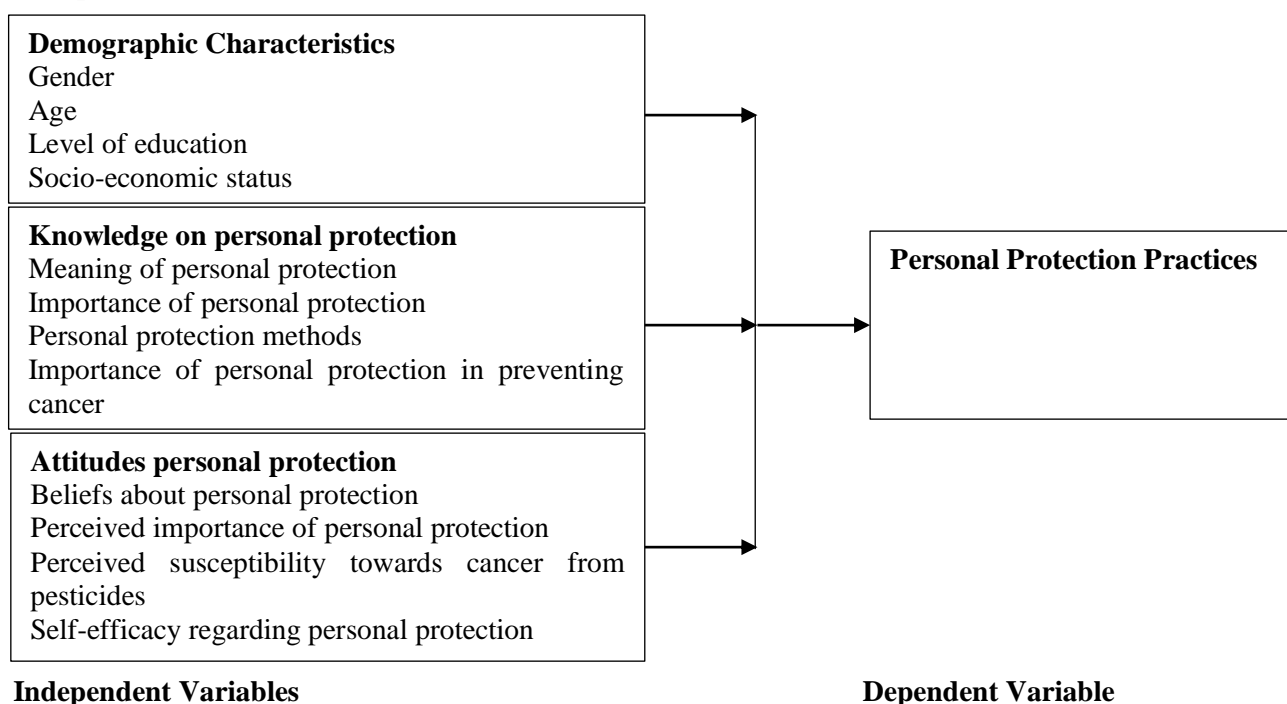 Demographic Characteristics
Gender
Age
Level of education
Socio-economic status
Knowledge on personal protection
Meaning of personal protection
Importance of personal protection
Personal protection methods
Importance of personal protection in preventing
cancer
Attitudes personal protection
Beliefs about personal protection
Perceived importance of personal protection
Perceived susceptibility towards cancer from
pesticides
Self-efficacy regarding personal protection
Personal Protection Practices
Independent Variables
Dependent Variable